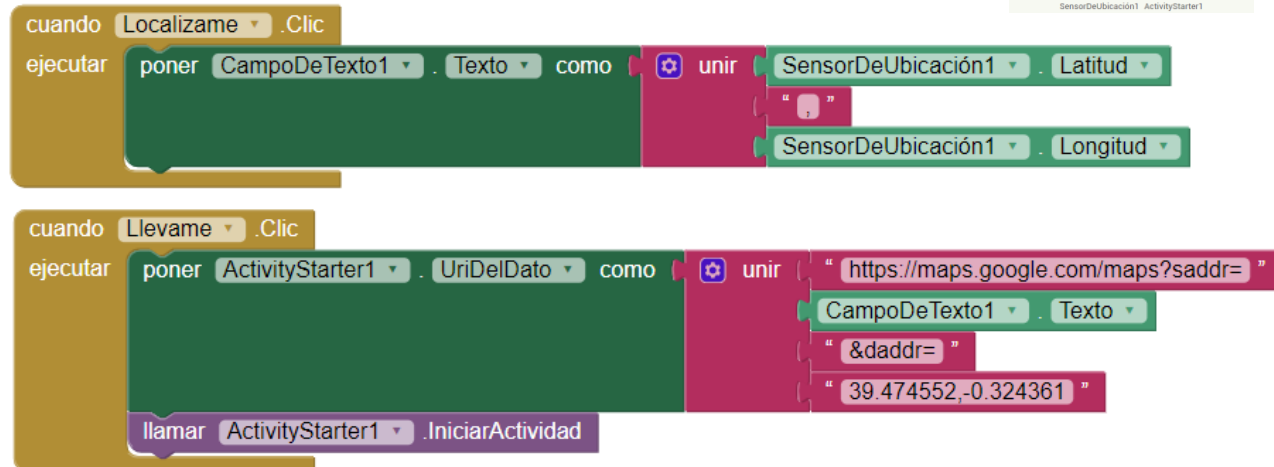 SensorDeUbicación1 ActivityStarter1
cuando Localizame .Clic
ejecutar poner CampoDeTexto1 . Texto como unir SensorDeUbicación1 . Latitud
" , "
SensorDeUbicación1 . Longitud
cuando Llevame .Clic
ejecutar poner ActivityStarter1 . UriDelDato como unir " https://maps.google.com/maps?saddr= "
CampoDeTexto1 . Texto
" &daddr= "
" 39.474552,-0.324361 "
llamar ActivityStarter1 .IniciarActividad